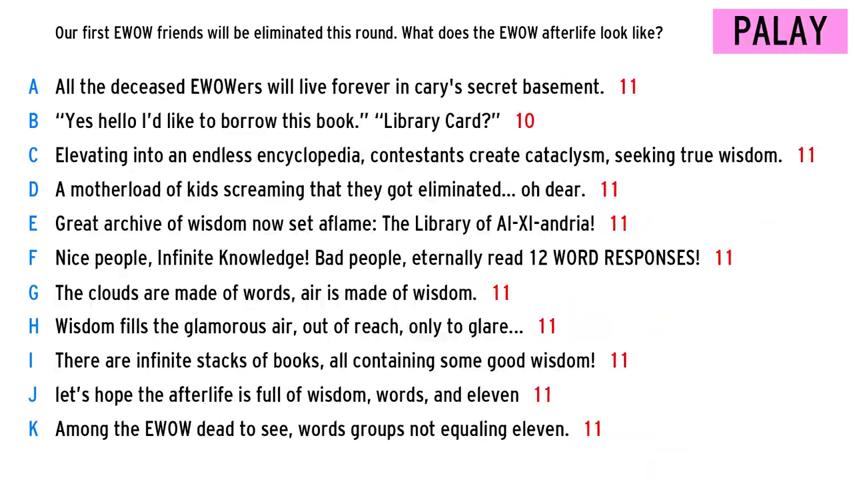 Our first EWOW friends will be eliminated this round. What does the EWOW afterlife look like?
PALAY
A All the deceased EWOWers will live forever in cary's secret basement. 11
B “Yes hello I’d like to borrow this book.” “Library Card?” 10
C Elevating into an endless encyclopedia, contestants create cataclysm, seeking true wisdom. 11
D A motherload of kids screaming that they got eliminated... oh dear. 11
E Great archive of wisdom now set aflame: The Library of Al-XI-andria! 11
F Nice people, Infinite Knowledge! Bad people, eternally read 12 WORD RESPONSES! 11
G The clouds are made of words, air is made of wisdom. 11
H Wisdom fills the glamorous air, out of reach, only to glare... 11
I There are infinite stacks of books, all containing some good wisdom! 11
J let’s hope the afterlife is full of wisdom, words, and eleven 11
K Among the EWOW dead to see, words groups not equaling eleven. 11